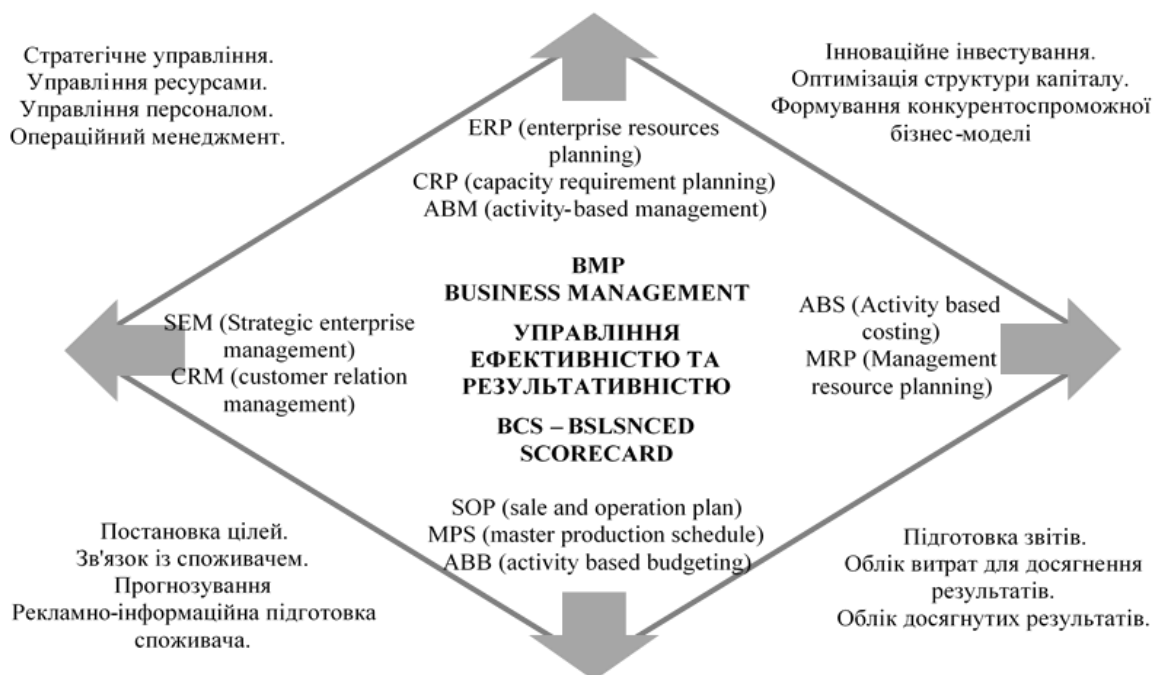 Стратегічне управління.
Управління ресурсами.
Управління персоналом.
Операційний менеджмент.
Інноваційне інвестування.
Оптимізація структури капіталу.
Формування конкурентоспроможної
бізнес-моделі
ERP (enterprise resources
planning)
CRP (capacity requirement planning)
ABM (activity-based management)
BMP
BUSINESS MANAGEMENT
УПРАВЛІННЯ
ЕФЕКТИВНІСТЮ ТА
РЕЗУЛЬТАТИВНІСТЮ
BCS – BSLSNCED
SCORECARD
SEM (Strategic enterprise
management)
CRM (customer relation
management)
ABS (Activity based
costing)
MRP (Management
resource planning)
SOP (sale and operation plan)
MPS (master production schedule)
ABB (activity based budgeting)
Постановка цілей.
Зв'язок із споживачем.
Прогнозування
Рекламно-інформаційна підготовка
споживача.
Підготовка звітів.
Облік витрат для досягнення
результатів.
Облік досягнутих результатів.